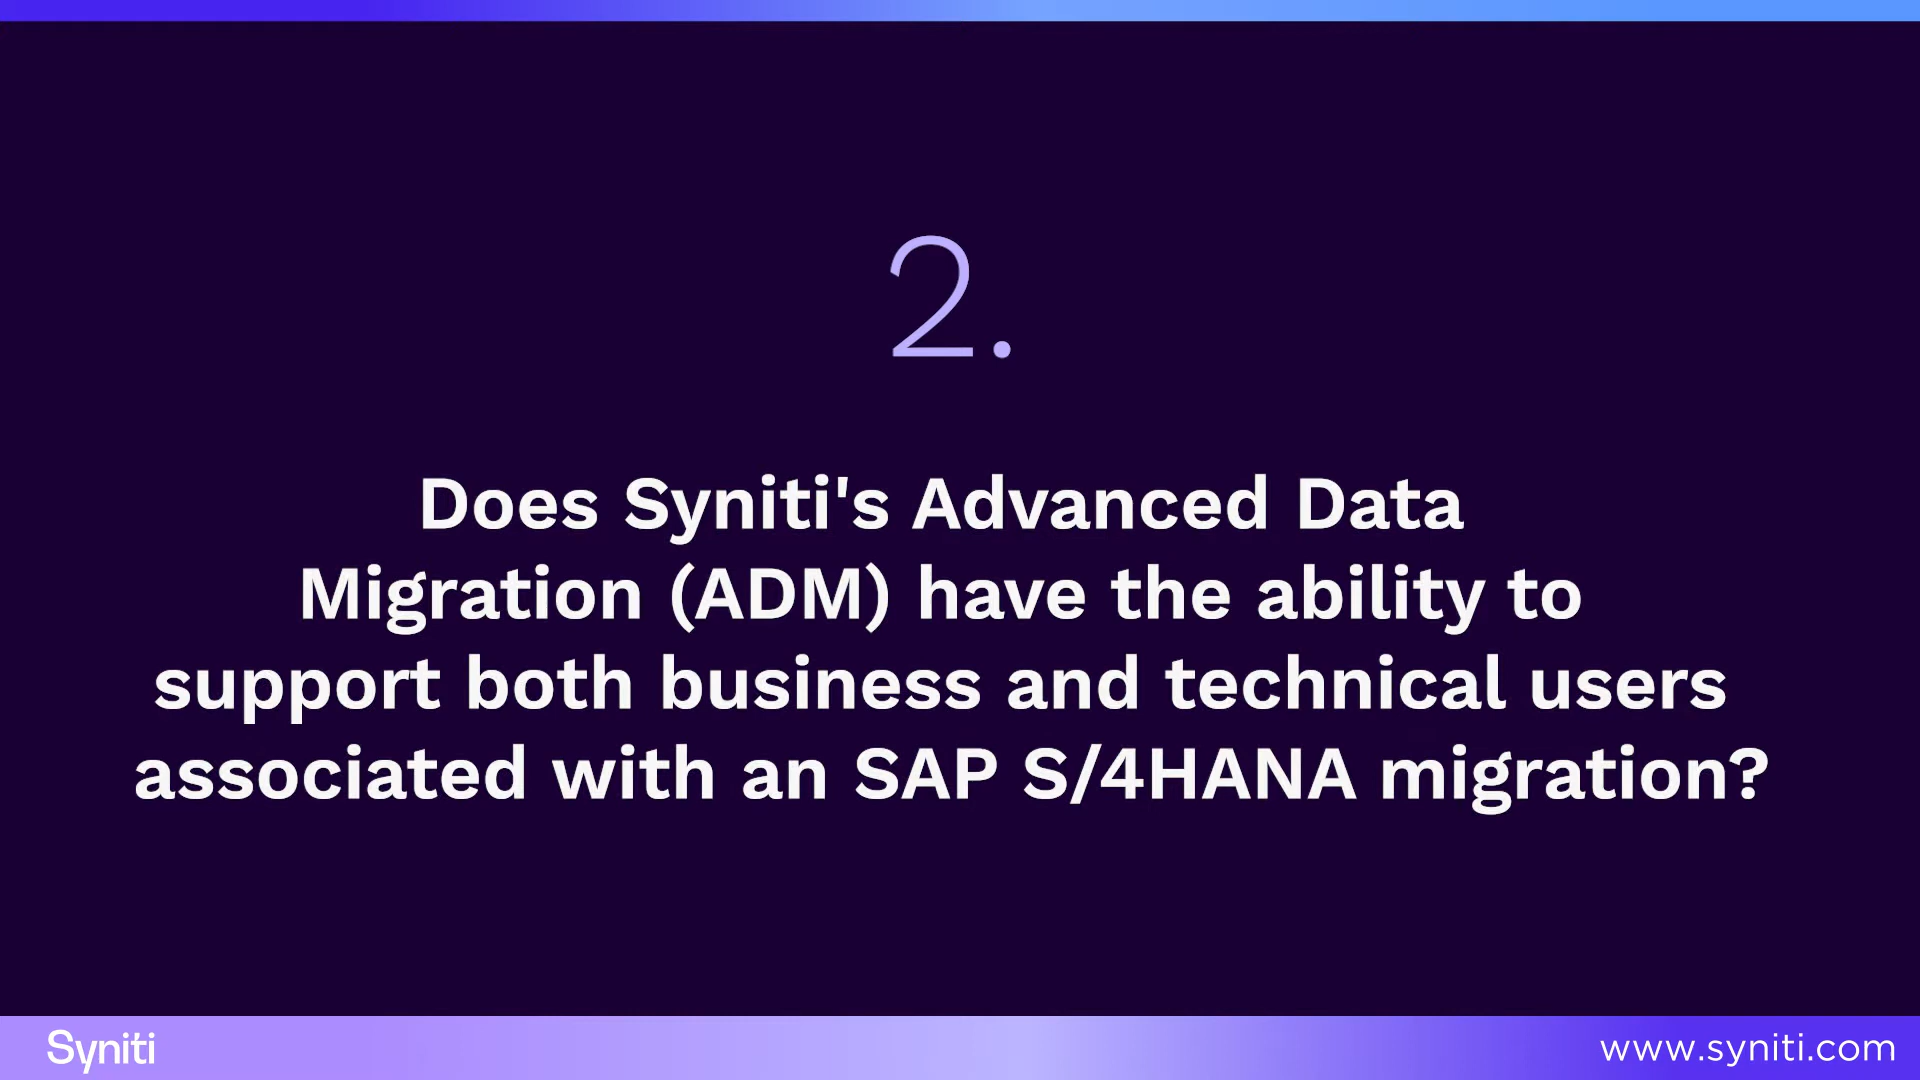 2.
Does Syniti's Advanced Data
Migration (ADM) have the ability to
support both business and technical users
associated with an SAP S/4HANA migration?
Syniti
www.syniti.com